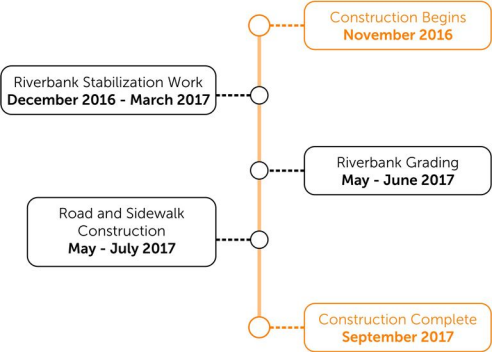 Construction Begins
November 2016
Riverbank Stabilization Work
December 2016 - March 2017
Riverbank Grading
May - June 2017
Road and Sidewalk
Construction
May - July 2017
Construction Complete
September 2017